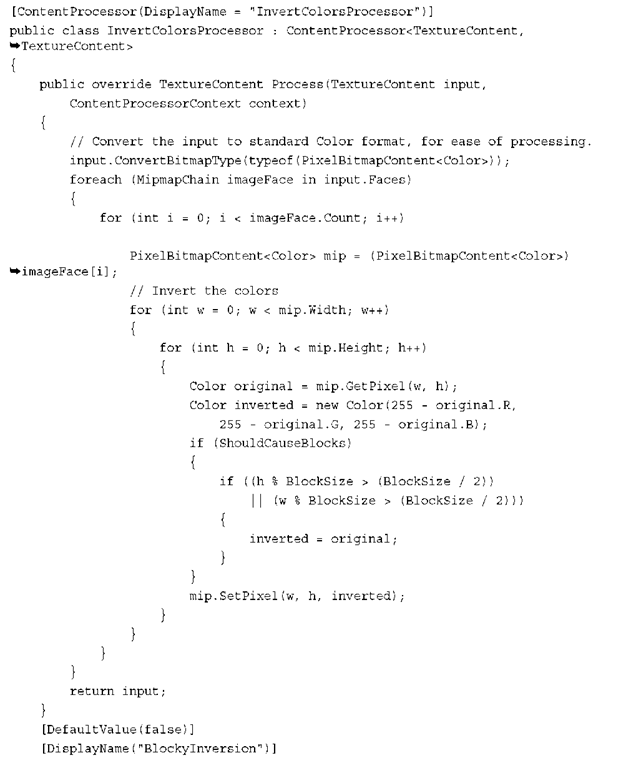 [ContentProcessor(DisplayName = "InvertColorsProcessor")]
public class InvertColorsProcessor : ContentProcessor<TextureContent,
➥TextureContent>
{
    public override TextureContent Process(TextureContent input,
        ContentProcessorContext context)
    {
        // Convert the input to standard Color format, for ease of processing.
        input.ConvertBitmapType(typeof(PixelBitmapContent<Color>));
        foreach (MipmapChain imageFace in input.Faces)
        {
            for (int i = 0; i < imageFace.Count; i++)
                PixelBitmapContent<Color> mip = (PixelBitmapContent<Color>)
➥imageFace[i];
                // Invert the colors
                for (int w = 0; w < mip.Width; w++)
                {
                    for (int h = 0; h < mip.Height; h++)
                    {
                        Color original = mip.GetPixel(w, h);
                        Color inverted = new Color(255 - original.R,
                            255 - original.G, 255 - original.B);
                        if (ShouldCauseBlocks)
                        {
                            if ((h % BlockSize > (BlockSize / 2))
                                || (w % BlockSize > (BlockSize / 2)))
                            {
                                inverted = original;
                            }
                        }
                        mip.SetPixel(w, h, inverted);
                    }
                }
            }
        }
        return input;
    }
    [DefaultValue(false)]
    [DisplayName("BlockyInversion")]